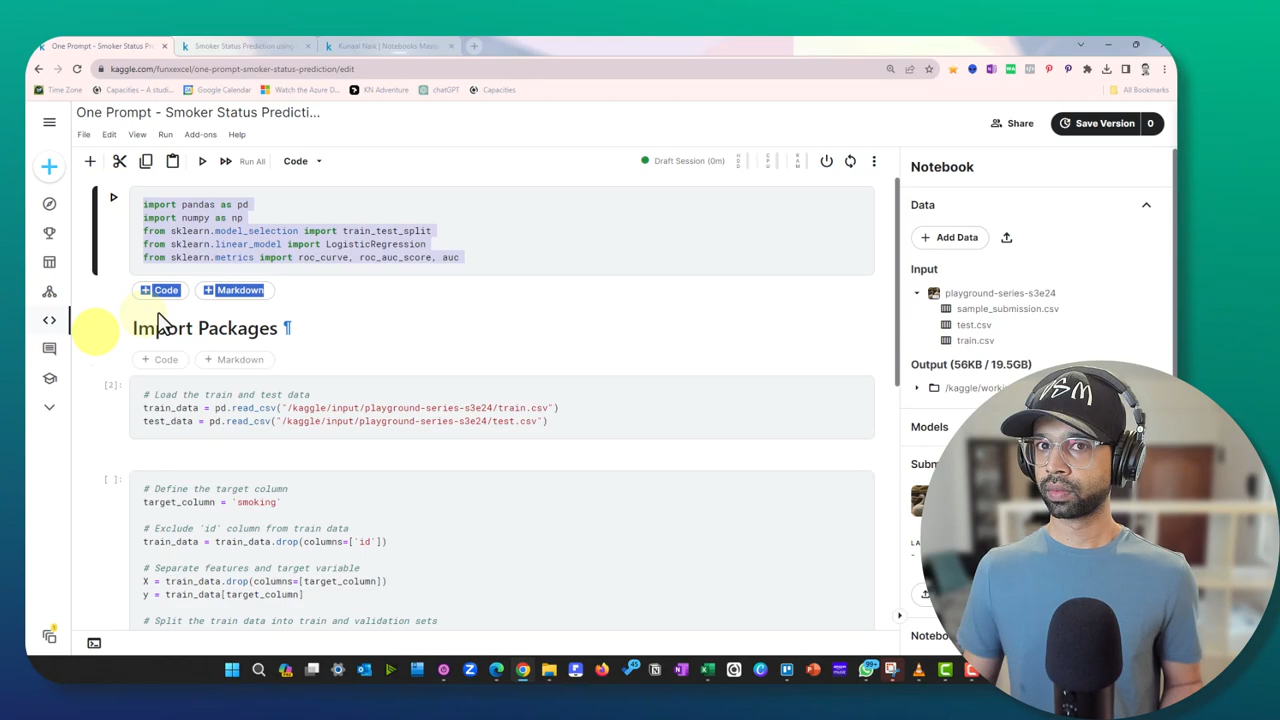 One Prompt - Smoker Status Pr
Smoker Status Prediction using
Kunaal Naik | Notebooks Mast
kaggle.com/funxexcel/one-prompt-smoker-status-prediction/edit
Time Zone
Capacities – A studi...
Google Calendar
Watch the Azure D...
KN Adventure
chatGPT
Capacities
All Bookmarks
One Prompt - Smoker Status Predicti...
File Edit View Run Add-ons Help
Share
Save Version 0
Run All
Code
Draft Session (0m)
HDD
CPU
RAM
import pandas as pd
import numpy as np
from sklearn.model_selection import train_test_split
from sklearn.linear_model import LogisticRegression
from sklearn.metrics import roc_curve, roc_auc_score, auc
+ Code
+ Markdown
Import Packages ¶
+ Code
+ Markdown
[2]:
# Load the train and test data
train_data = pd.read_csv("/kaggle/input/playground-series-s3e24/train.csv")
test_data = pd.read_csv("/kaggle/input/playground-series-s3e24/test.csv")
[ ]:
# Define the target column
target_column = 'smoking'
# Exclude 'id' column from train data
train_data = train_data.drop(columns=['id'])
# Separate features and target variable
X = train_data.drop(columns=[target_column])
y = train_data[target_column]
# Split the train data into train and validation sets
Notebook
Data
+ Add Data
Input
playground-series-s3e24
sample_submission.csv
test.csv
train.csv
Output (56KB / 19.5GB)
/kaggle/worki
Models
Subm
LA
Notebo
45
99+